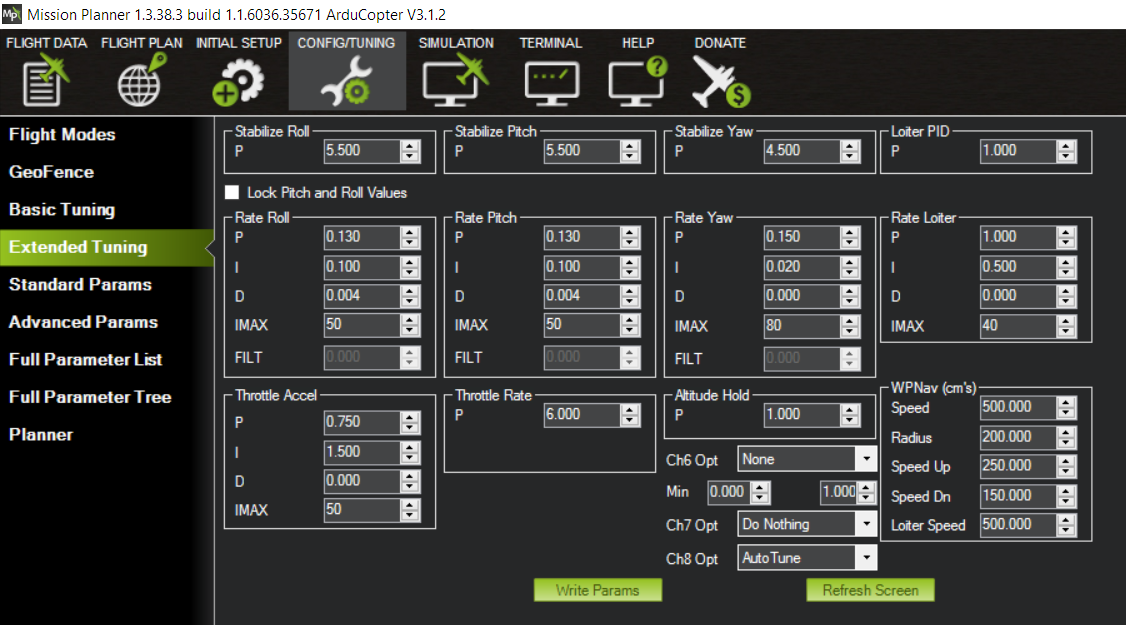 Mission Planner 1.3.38.3 build 1.1.6036.35671 ArduCopter V3.1.2
FLIGHT DATA FLIGHT PLAN INITIAL SETUP CONFIG/TUNING SIMULATION TERMINAL HELP DONATE
Flight Modes
GeoFence
Basic Tuning
Extended Tuning
Standard Params
Advanced Params
Full Parameter List
Full Parameter Tree
Planner
Stabilize Roll
P 5.500
Stabilize Pitch
P 5.500
Stabilize Yaw
P 4.500
Loiter PID
P 1.000
Lock Pitch and Roll Values
Rate Roll
P 0.130
I 0.100
D 0.004
IMAX 50
FILT 0.000
Rate Pitch
P 0.130
I 0.100
D 0.004
IMAX 50
FILT 0.000
Rate Yaw
P 0.150
I 0.020
D 0.000
IMAX 80
FILT 0.000
Rate Loiter
P 1.000
I 0.500
D 0.000
IMAX 40
Throttle Accel
P 0.750
I 1.500
D 0.000
IMAX 50
Throttle Rate
P 6.000
Altitude Hold
P 1.000
Ch6 Opt None
Min 0.000 1.000
Ch7 Opt Do Nothing
Ch8 Opt AutoTune
WPNav (cm's)
Speed 500.000
Radius 200.000
Speed Up 250.000
Speed Dn 150.000
Loiter Speed 500.000
Write Params
Refresh Screen